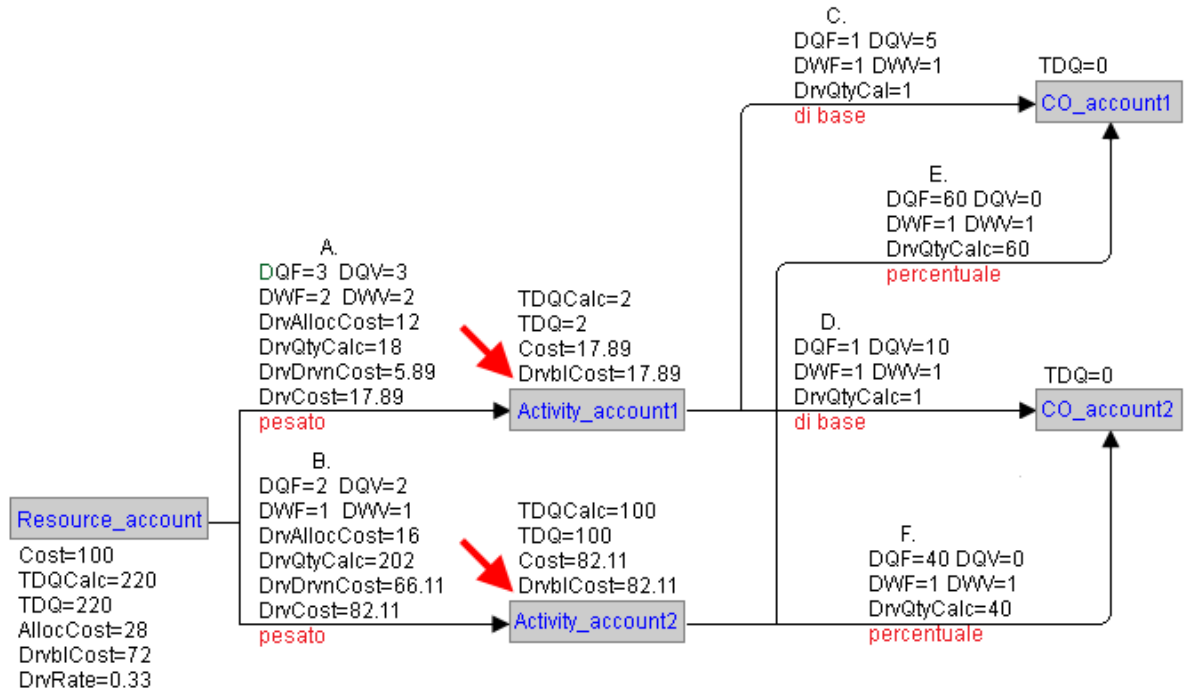 C.
DQF=1 DQV=5
DWF=1 DWV=1
DrvQtyCal=1
di base
TDQ=0
CO_account1
E.
DQF=60 DQV=0
DWF=1 DWV=1
DrvQtyCalc=60
percentuale
A.
DQF=3 DQV=3
DWF=2 DWV=2
DrvAllocCost=12
DrvQtyCalc=18
DrvDrvnCost=5.89
DrvCost=17.89
pesato
TDQCalc=2
TDQ=2
Cost=17.89
DrvblCost=17.89
Activity_account1
D.
DQF=1 DQV=10
DWF=1 DWV=1
DrvQtyCalc=1
di base
TDQ=0
CO_account2
B.
DQF=2 DQV=2
DWF=1 DWV=1
DrvAllocCost=16
DrvQtyCalc=202
DrvDrvnCost=66.11
DrvCost=82.11
pesato
Resource_account
Cost=100
TDQCalc=220
TDQ=220
AllocCost=28
DrvblCost=72
DrvRate=0.33
TDQCalc=100
TDQ=100
Cost=82.11
DrvblCost=82.11
Activity_account2
F.
DQF=40 DQV=0
DWF=1 DWV=1
DrvQtyCalc=40
percentuale